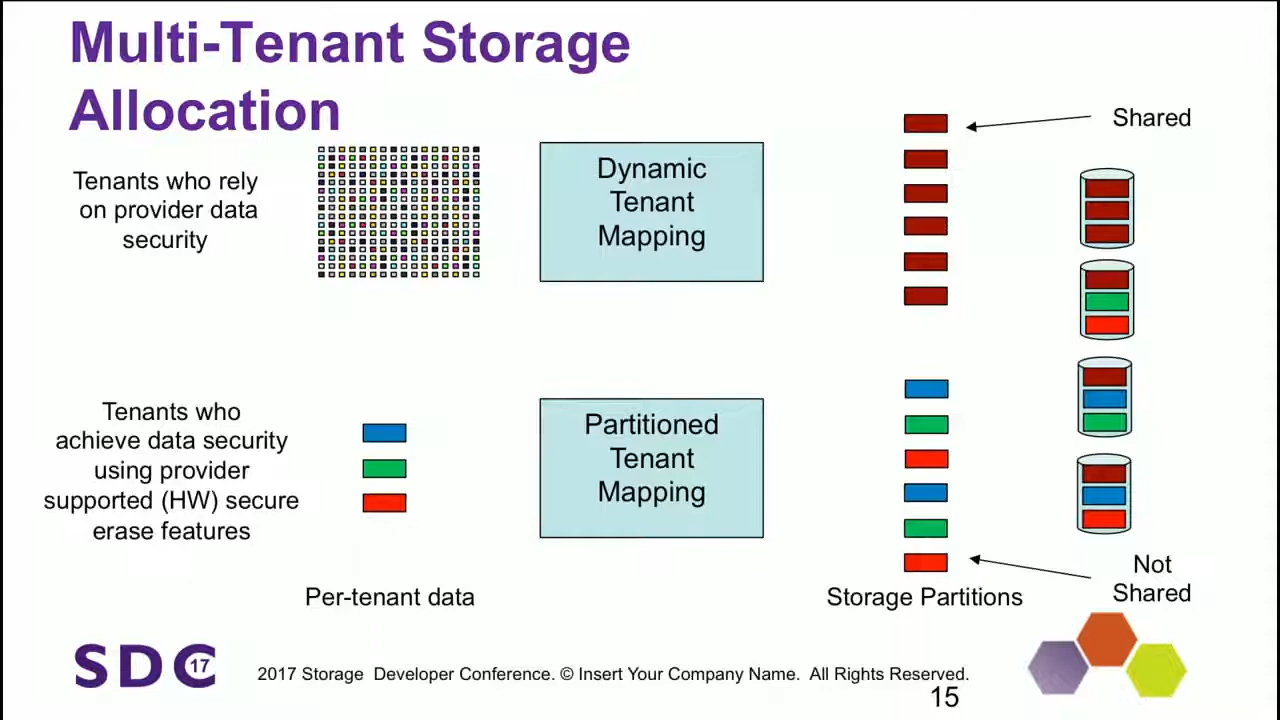 Multi-Tenant Storage
Allocation
Shared
Tenants who rely
on provider data
security
Dynamic
Tenant
Mapping
Tenants who
achieve data security
using provider
supported (HW) secure
erase features
Partitioned
Tenant
Mapping
Not
Shared
Per-tenant data
Storage Partitions
SDC 17
2017 Storage Developer Conference. © Insert Your Company Name. All Rights Reserved.
15